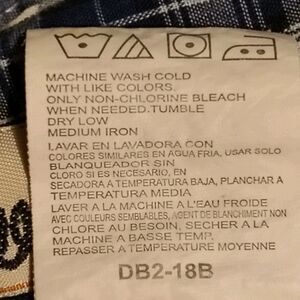 MACHINE WASH COLD
WITH LIKE COLORS.
ONLY NON-CHLORINE BLEACH
WHEN NEEDED.TUMBLE
DRY LOW
MEDIUM IRON
LAVAR EN LAVADORA CON
COLORES SIMILARES EN AGUA FRIA, USAR SOLO
BLANQUEADOR SIN
CLORO SI ES NECESARIO, EN
SECADORA A TEMPERATURA BAJA, PLANCHAR A
TEMPERATURA MEDIA
LAVER A LA MACHINE A L'EAU FROIDE
AVEC COULEURS SEMBLABLES, AGENT DE BLANCHIMENT NON
CHLORE AU BESOIN, SECHER A LA
MACHINE A BASSE TEMP.
REPASSER A TEMPERATURE MOYENNE
DB2-18B